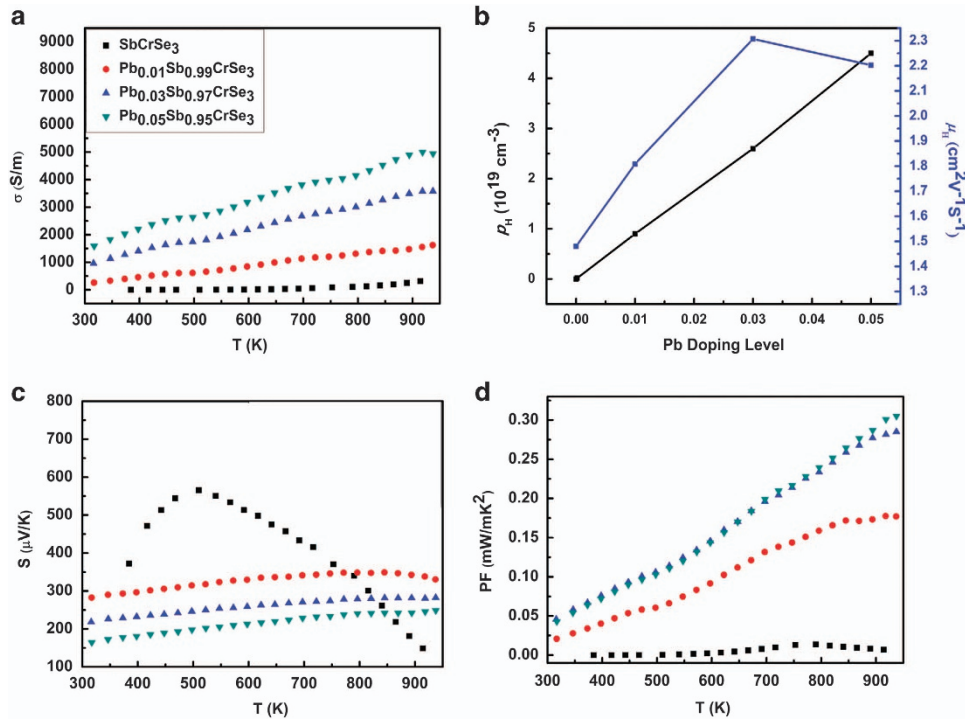 a
9000
8000
7000
6000
5000
4000
3000
2000
1000
0
σ (S/m)
SbCrSe3
Pb0.01Sb0.99CrSe3
Pb0.03Sb0.97CrSe3
Pb0.05Sb0.95CrSe3
300 400 500 600 700 800 900
T (K)
b
5
4
3
2
1
0
pH (10^19 cm^-3)
2.3
2.2
2.1
2.0
1.9
1.8
1.7
1.6
1.5
1.4
1.3
μH (cm^2V^-1S^-1)
0.00 0.01 0.02 0.03 0.04 0.05
Pb Doping Level
c
800
700
600
500
400
300
200
100
S (μV/K)
300 400 500 600 700 800 900
T (K)
d
0.30
0.25
0.20
0.15
0.10
0.05
0.00
PF (mW/mK^2)
300 400 500 600 700 800 900
T (K)